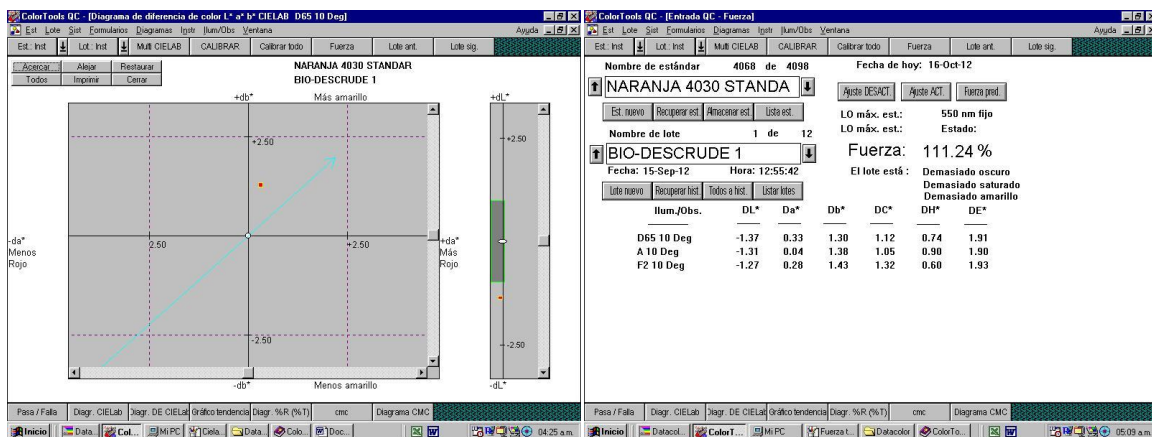 ColorTools QC - [Diagrama de diferencia de color L* a* b* CIELAB D65 10 Deg]
Est Lote Sist Formularios Diagramas Instr Ilum/Obs Ventana Ayuda
Est.: Inst Lot.: Inst Multi CIELAB CALIBRAR Calibrar todo Fuerza Lote ant. Lote sig.
Acercar Alejar Restaurar
Todos Imprimir Cerrar
NARANJA 4030 STANDAR
BIO-DESCRUDE 1
+db* Más amarillo +dL*
+2.50 +2.50
-da*
Menos
Rojo
2.50 +2.50
+da*
Más
Rojo
-2.50 -2.50
-db* Menos amarillo -dL*
Pasa / Falla Diagr. CIELab Diagr. DE CIELab Gráfico tendencia Diagr. %R (%T) cmc Diagrama CMC
Inicio Data... Col... Mi PC Ciela... Data... Colo... Doc... 04:25 a.m.
ColorTools QC - [Entrada QC - Fuerza]
Est Lote Sist Formularios Diagramas Instr Ilum/Obs Ventana Ayuda
Est.: Inst Lot.: Inst Multi CIELAB CALIBRAR Calibrar todo Fuerza Lote ant. Lote sig.
Nombre de estándar 4068 de 4098 Fecha de hoy: 16-Oct-12
NARANJA 4030 STANDA Ajuste DESACT. Ajuste ACT. Fuerza pred.
Est. nuevo Recuperar est. Almacenar est. Lista est.
LO máx. est.: 550 nm fijo
LO máx. est.: Estado:
Nombre de lote 1 de 12
BIO-DESCRUDE 1 Fuerza: 111.24 %
Fecha: 15-Sep-12 Hora: 12:55:42 El lote está : Demasiado oscuro
Demasiado saturado
Demasiado amarillo
Lote nuevo Recuperar hist. Todos a hist. Listar lotes
Ilum./Obs. DL* Da* Db* DC* DH* DE*
D65 10 Deg -1.37 0.33 1.30 1.12 0.74 1.91
A 10 Deg -1.31 0.04 1.38 1.05 0.90 1.90
F2 10 Deg -1.27 0.28 1.43 1.32 0.60 1.93
Pasa / Falla Diagr. CIELab Diagr. DE CIELab Gráfico tendencia Diagr. %R (%T) cmc Diagrama CMC
Inicio Datacol... ColorT... Mi PC Fuerza t... Datacolor ColorTo... 05:09 a.m.